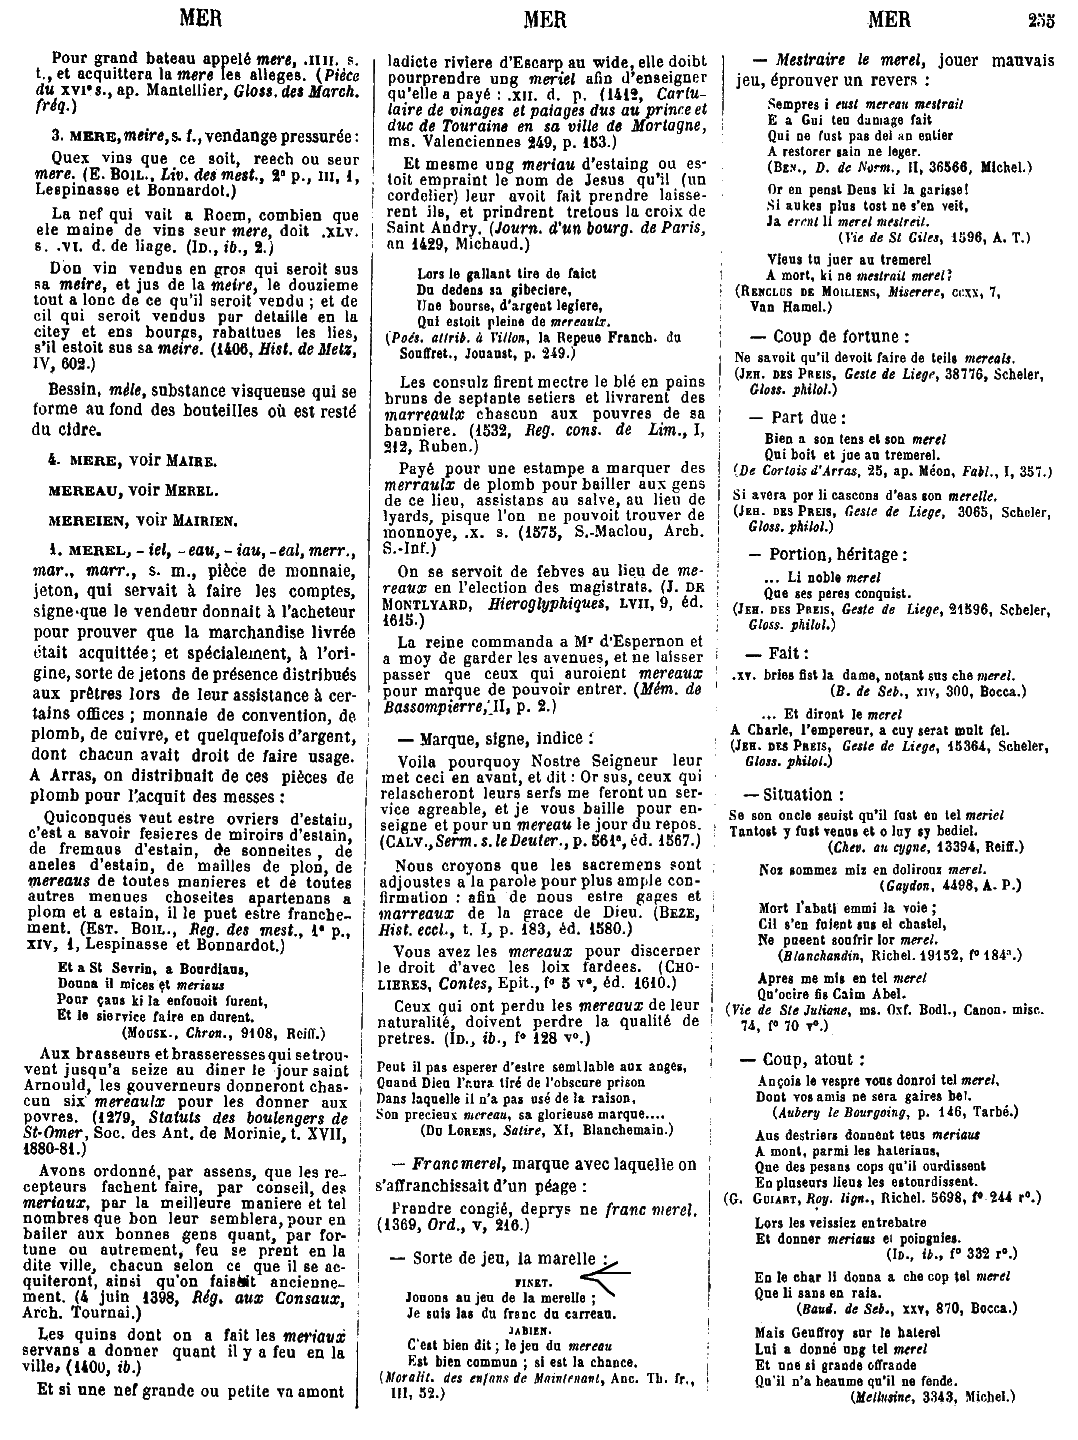 MER
MER
MER
255
Pour grand bateau appelé mere, .IIII. s.
t., et acquittera la mere les alleges. (Pièce
du XVIe s., ap. Mantellier, Gloss. des March.
fréq.)
3. MERE, meire, s. f., vendange pressurée :
Quex vins que ce soit, reech ou seur
mere. (E. BOIL., Liv. des mest., 2e p., III, 1,
Lespinasse et Bonnardot.)
La nef qui vait a Roem, combien que
ele maine de vins seur mere, doit .XLV.
s. .VI. d. de liage. (ID., ib., 2.)
Don vin vendus en gros qui seroit sus
sa meire, et jus de la meire, le douzieme
tout a lonc de ce qu'il seroit vendu ; et de
cil qui seroit vendus par detaille en la
citey et ens bourgs, rabattues les lies,
s'il estoit sus sa meire. (1406, Hist. de Metz,
IV, 602.)
Bessin, méle, substance visqueuse qui se
forme au fond des bouteilles où est resté
du cidre.
4. MERE, voir MAIRE.
MEREAU, voir MEREL.
MEREIEN, voir MAIRIEN.
1. MEREL, - iel, - eau, - iau, - eal, merr.,
mar., marr., s. m., pièce de monnaie,
jeton, qui servait à faire les comptes,
signe que le vendeur donnait à l'acheteur
pour prouver que la marchandise livrée
était acquittée ; et spécialement, à l'ori-
gine, sorte de jetons de présence distribués
aux prêtres lors de leur assistance à cer-
tains offices ; monnaie de convention, de
plomb, de cuivre, et quelquefois d'argent,
dont chacun avait droit de faire usage.
A Arras, on distribuait de ces pièces de
plomb pour l'acquit des messes :
Quiconques veut estre ovriers d'estain,
c'est a savoir fesieres de miroirs d'estain,
de fremaus d'estain, de sonneites, de
aneles d'estain, de mailles de plon, de
mereaus de toutes manieres et de toutes
autres menues choseites apartenans a
plom et a estain, il le puet estre franche-
ment. (EST. BOIL., Reg. des mest., 1e p.,
XIV, 1, Lespinasse et Bonnardot.)
Et a St Sevrin, a Bourdiaus,
Donna il mices et meriaus
Pour çaus ki la enfouoit furent,
Et le siervice faire en durent.
(MOUSK., Chron., 9108, Reiff.)
Aux brasseurs et brasseresses qui se trou-
vent jusqu'a seize au diner le jour saint
Arnould, les gouverneurs donneront chas-
cun six mereaulx pour les donner aux
povres. (1279, Statuts des boulengers de
St-Omer, Soc. des Ant. de Morinie, t. XVII,
1880-81.)
Avons ordonné, par assens, que les re-
cepteurs fachent faire, par conseil, des
meriaux, par la meilleure maniere et tel
nombres que bon leur semblera, pour en
bailer aux bonnes gens quant, par for-
tune ou autrement, feu se prent en la
dite ville, chacun selon ce que il se ac-
quiteront, ainsi qu'on faisoit ancienne-
ment. (4 juin 1398, Rég. aux Consaux,
Arch. Tournai.)
Les quins dont on a fait les meriaux
servans a donner quant il y a feu en la
ville. (1400, ib.)
Et si une nef grande ou petite va amont
ladicte riviere d'Escarp au wide, elle doibt
pourprendre ung meriel afin d'enseigner
qu'elle a payé : .XII. d. p. (1412, Cartu-
laire de vinages et paiages dus au prince et
duc de Touraine en sa ville de Mortagne,
ms. Valenciennes 249, p. 153.)
Et mesme ung meriau d'estaing ou es-
toit empraint le nom de Jesus qu'il (un
cordelier) leur avoit fait prendre laisse-
rent ils, et prindrent tretous la croix de
Saint Andry. (Journ. d'un bourg. de Paris,
an 1429, Michaud.)
Lors le gallant tire de faict
Du dedens sa gibeciere,
Une bourse, d'argent legiere,
Qui estoit pleine de mereaulx.
(Poés. attrib. à Villon, la Repeue Franch. du
Souffret., Jouaust, p. 249.)
Les consulz firent mectre le blé en pains
bruns de septante setiers et livrarent des
marreaulx chascun aux pouvres de sa
banniere. (1532, Reg. cons. de Lim., I,
212, Ruben.)
Payé pour une estampe a marquer des
merraulx de plomb pour bailler aux gens
de ce lieu, assistans au salve, au lieu de
lyards, pisque l'on ne pouvoit trouver de
monnoye, .X. s. (1575, S.-Maclou, Arch.
S.-Inf.)
On se servoit de febves au lieu de me-
reaux en l'election des magistrats. (J. DE
MONTLYARD, Hieroglyphiques, LVII, 9, éd.
1615.)
La reine commanda a Mr d'Espernon et
a moy de garder les avenues, et ne laisser
passer que ceux qui auroient mereaux
pour marque de pouvoir entrer. (Mém. de
Bassompierre, II, p. 2.)
— Marque, signe, indice :
Voila pourquoy Nostre Seigneur leur
met ceci en avant, et dit : Or sus, ceux qui
relascheront leurs serfs me feront un ser-
vice agreable, et je vous baille pour en-
seigne et pour un mereau le jour du repos.
(CALV., Serm. s. le Deuter., p. 561a, éd. 1567.)
Nous croyons que les sacremens sont
adjoustes a la parole pour plus ample con-
firmation : afin de nous estre gages et
marreaux de la grace de Dieu. (BEZE,
Hist. eccl., t. I, p. 183, éd. 1580.)
Vous avez les mereaux pour discerner
le droit d'avec les loix fardees. (CHO-
LIERES, Contes, Epit., fo 5 vo, éd. 1610.)
Ceux qui ont perdu les mereaux de leur
naturalité, doivent perdre la qualité de
pretres. (ID., ib., fo 128 vo.)
Peut il pas esperer d'estre semblable aux anges,
Quand Dieu l'aura tiré de l'obscure prison
Dans laquelle il n'a pas usé de la raison,
Son precieux mereau, sa glorieuse marque....
(DU LORENS, Satire, XI, Blanchemain.)
— Franc merel, marque avec laquelle on
s'affranchissait d'un péage :
Prandre congié, deprys ne franc merel.
(1369, Ord., V, 216.)
— Sorte de jeu, la marelle :
FINET.
Jouons au jeu de la merelle ;
Je suis las du franc du carreau.
JABIEN.
C'est bien dit ; le jeu du mereau
Est bien commun ; si est la chance.
(Moralit. des enfans de Maintenant, Anc. Th. fr.,
III, 52.)
— Mestraire le merel, jouer mauvais
jeu, éprouver un revers :
Sempres i eust mereau mestrait
E a Gui teu damage fait
Qui ne fust pas del an entier
A restorer sain ne leger.
(BEN., D. de Norm., II, 36566, Michel.)
Or en penst Deus ki la garisse!
Si aukes plus tost ne s'en veit,
Ja errnt li merel mestreit.
(Vie de St Giles, 1596, A. T.)
Vieus tu juer au tremerel
A mort, ki ne mestrait merel?
(RENCLUS DE MOILIENS, Miserere, CCXX, 7,
Van Hamel.)
— Coup de fortune :
Ne savoit qu'il devoit faire de teils mereals.
(JEH. DES PREIS, Geste de Liege, 38776, Scheler,
Gloss. philol.)
— Part due :
Bien a son tens et son merel
Qui boit et jue au tremerel.
(De Cortois d'Arras, 25, ap. Méon, Fabl., I, 357.)
Si avera por li cascons d'eas son merelle.
(JEH. DES PREIS, Geste de Liege, 3065, Scheler,
Gloss. philol.)
— Portion, héritage :
... Li noble merel
Que ses peres conquist.
(JEH. DES PREIS, Geste de Liege, 21596, Scheler,
Gloss. philol.)
— Fait :
.XV. bries fist la dame, notant sus che merel.
(B. de Seb., XIV, 300, Bocca.)
... Et diront le merel
A Charle, l'empereur, a cuy serat mult fel.
(JEH. DES PREIS, Geste de Liege, 15364, Scheler,
Gloss. philol.)
— Situation :
Se son oncle seuist qu'il fust en tel meriel
Tantost y fust venus et o luy sy bediel.
(Chev. au cygne, 13394, Reiff.)
Noz sommez miz en dolirouz merel.
(Gaydon, 4498, A. P.)
Mort l'abati emmi la voie ;
Cil s'en fuient sus el chastel,
Ne pueent soufrir lor merel.
(Blanchandin, Richel. 19152, fo 184a.)
Apres me mis en tel merel
Qu'ocire fis Caim Abel.
(Vie de Ste Juliane, ms. Oxf. Bodl., Canon. misc.
74, fo 70 vo.)
— Coup, atout :
Ançois le vespre vous donroi tel merel,
Dont vos amis ne sera gaires bel.
(Aubery le Bourgoing, p. 146, Tarbé.)
Aus destriers donnent teus meriaus
A mont, parmi les hateriaus,
Que des pesans cops qu'il ourdissent
En pluseurs lieus les estourdissent.
(G. GUIART, Roy. lign., Richel. 5698, fo 244 ro.)
Lors les veissiez entrebatre
Et donner meriaus et poingnies.
(ID., ib., fo 332 ro.)
En le char li donna a che cop tel merel
Que li sans en raia.
(Baud. de Seb., XXV, 870, Bocca.)
Mais Geuffroy sur le haterel
Lui a donné ung tel merel
Et une si grande offrande
Qu'il n'a heaume qu'il ne fende.
(Mellusine, 3343, Michel.)